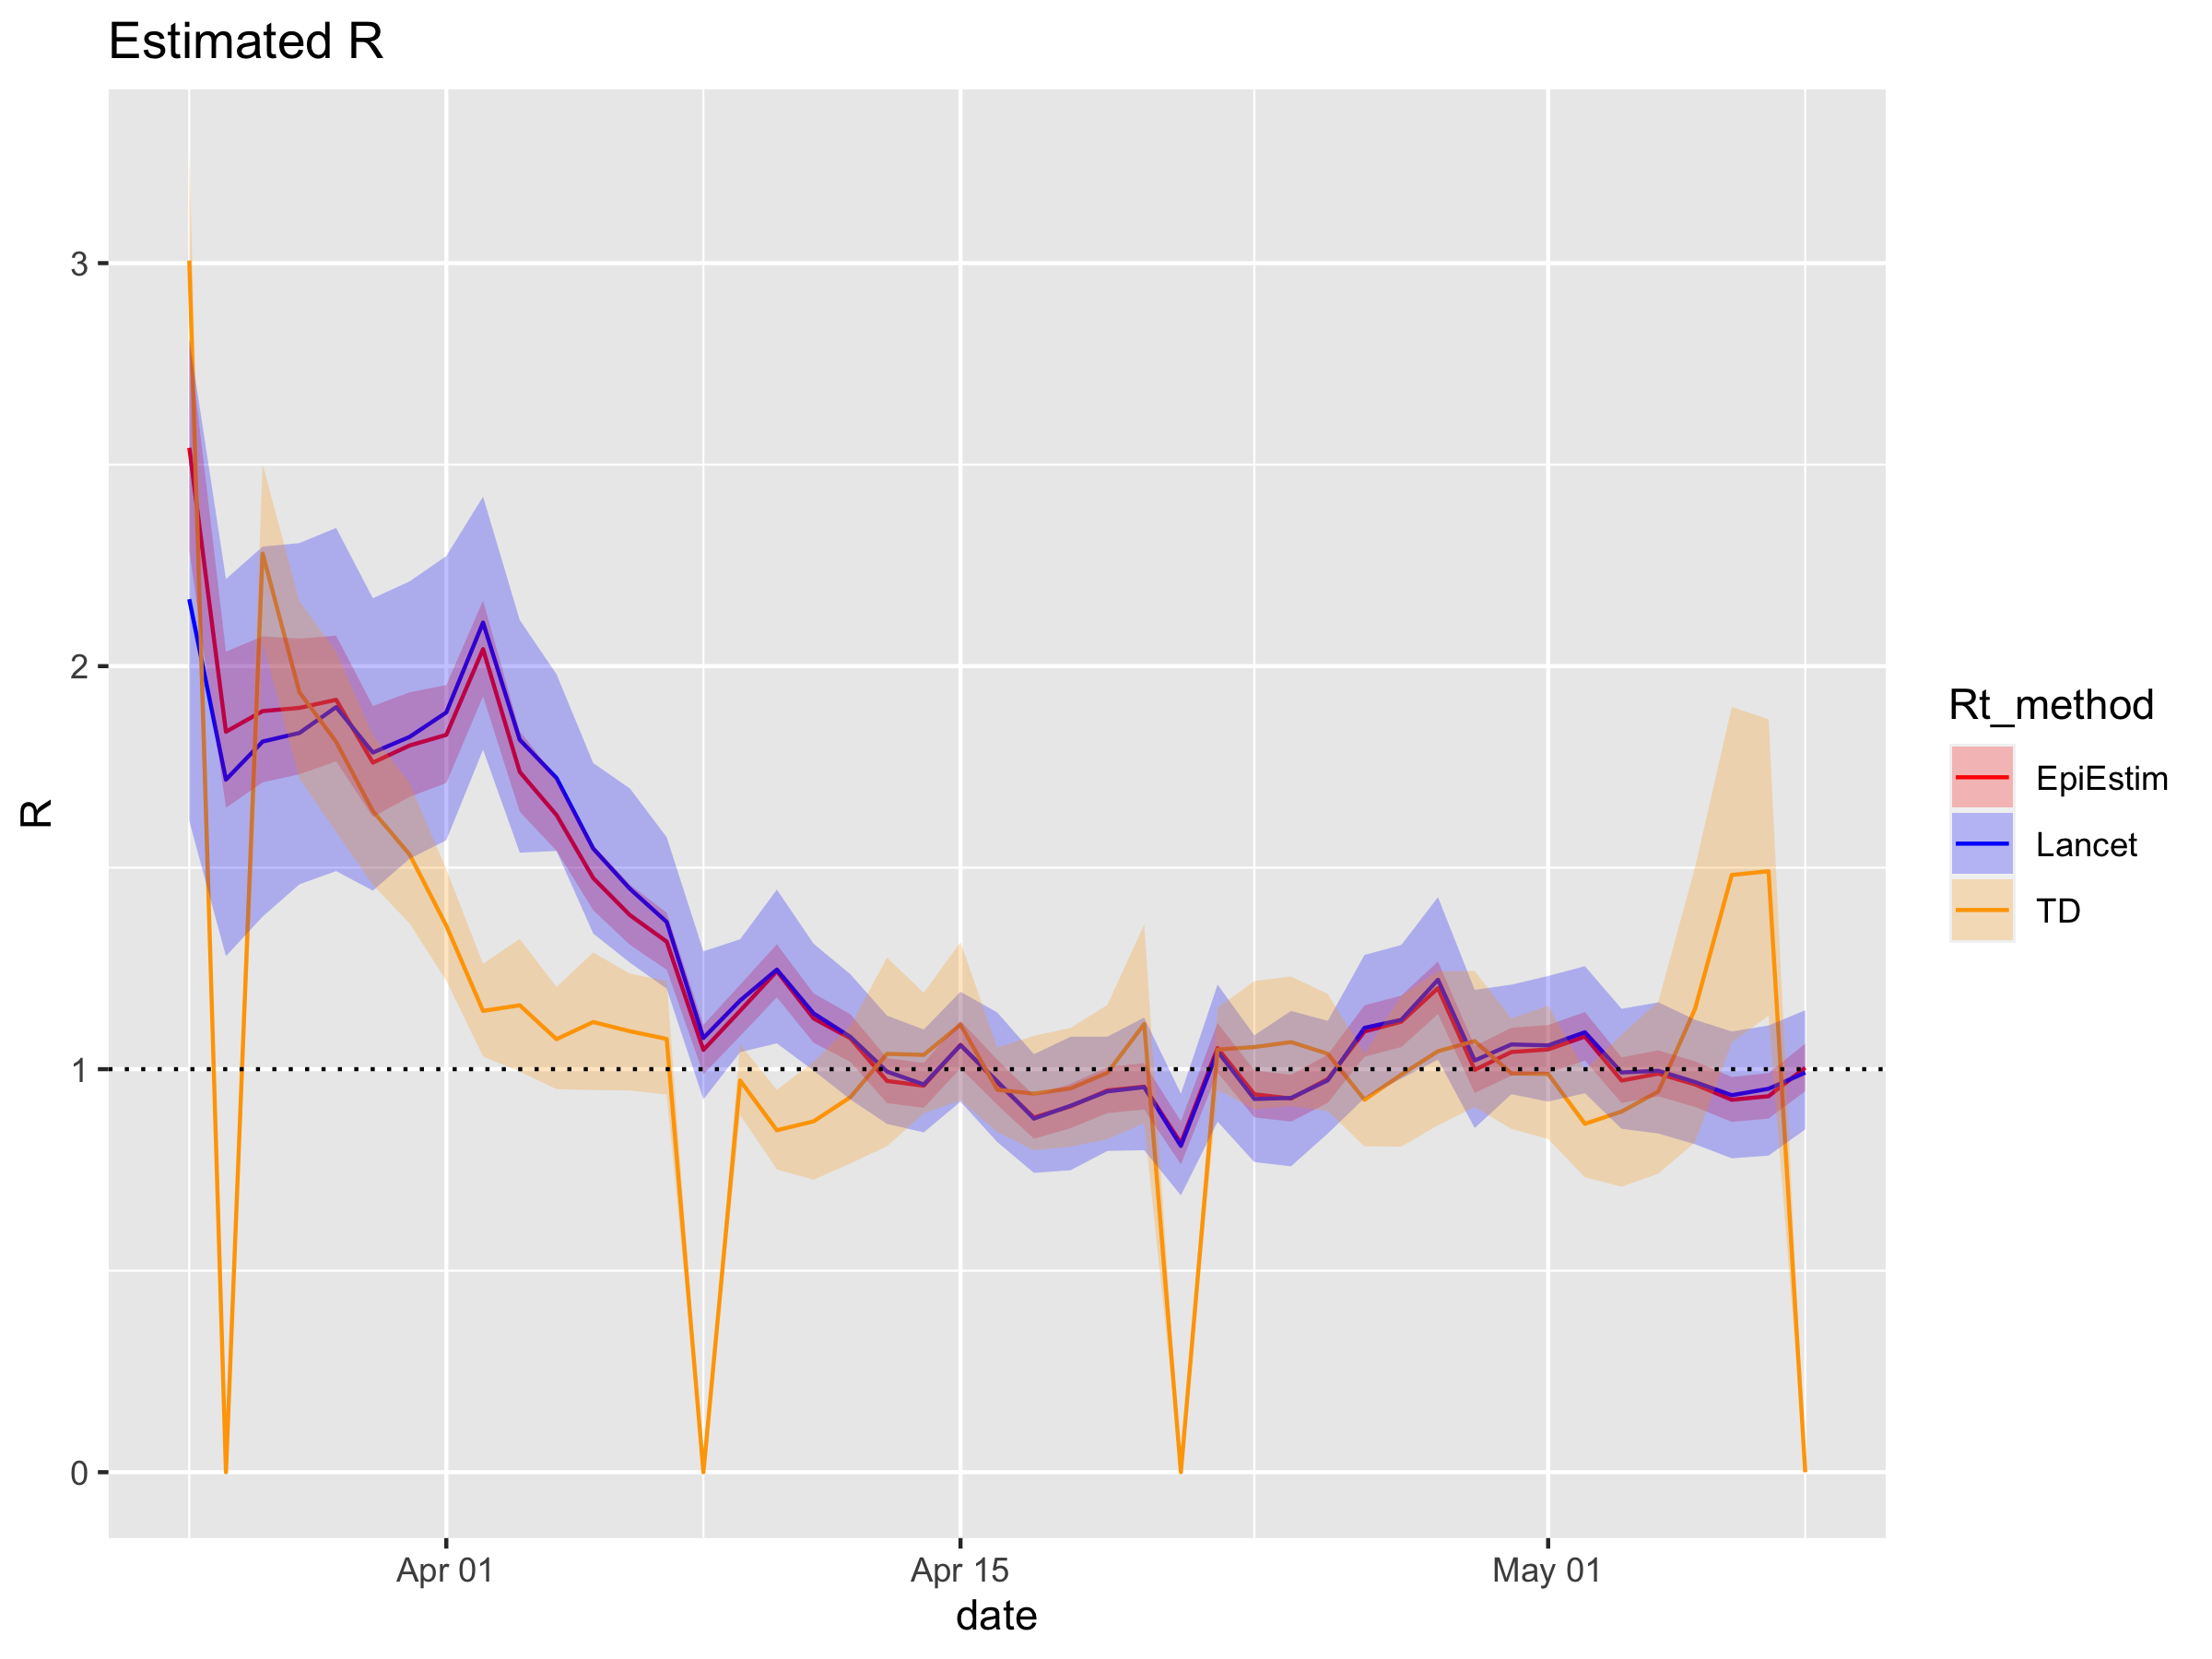 Estimated R
3
2
1
0
R
Apr 01
Apr 15
May 01
date
Rt_method
EpiEstim
Lancet
TD